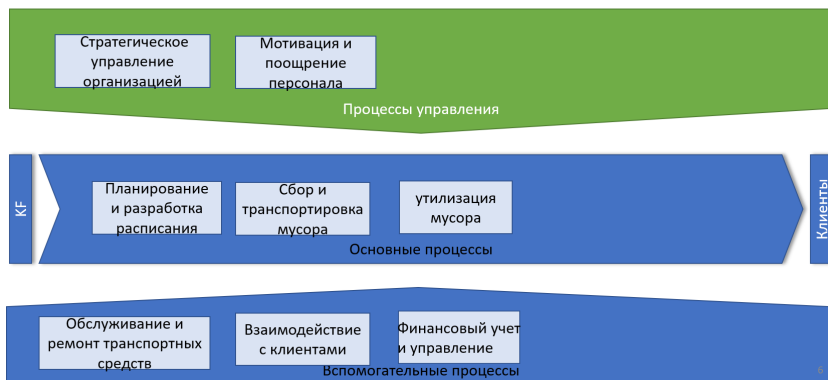 Стратегическое
управление
организацией
Мотивация и
поощрение
персонала
Процессы управления
KF
Планирование
и разработка
расписания
Сбор и
транспортировка
мусора
утилизация
мусора
Основные процессы
Клиенты
Обслуживание и
ремонт транспортных
средств
Взаимодействие
с клиентами
Финансовый учет
и управление
Вспомогательные процессы
6